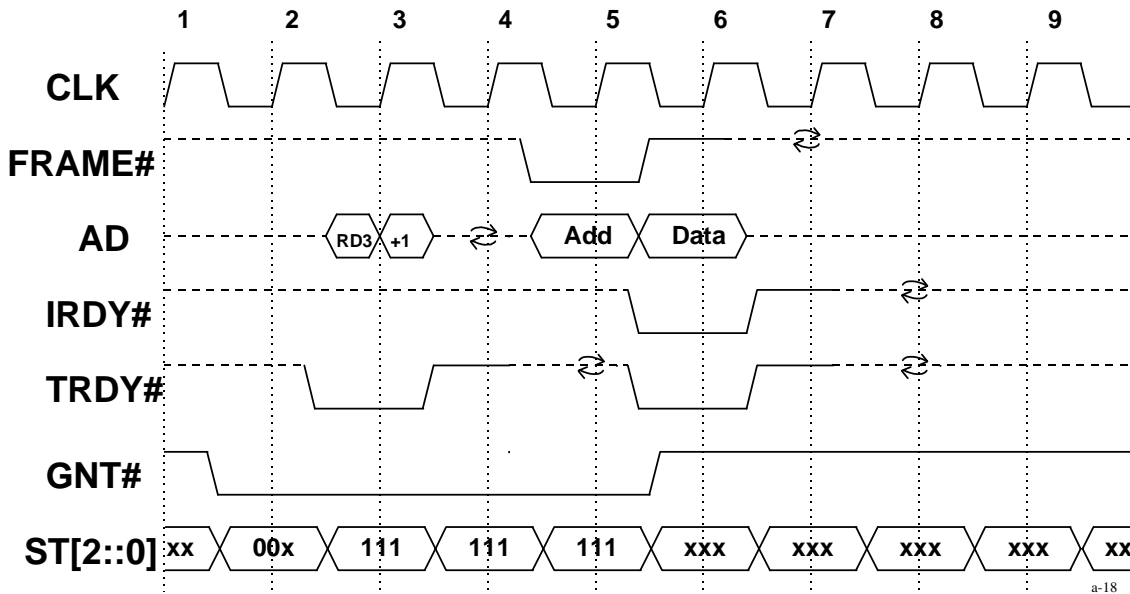 1 2 3 4 5 6 7 8 9
CLK
FRAME#
AD RD3 +1 Add Data
IRDY#
TRDY#
GNT#
ST[2::0] xx 00x 111 111 111 xxx xxx xxx xxx xx
a-18